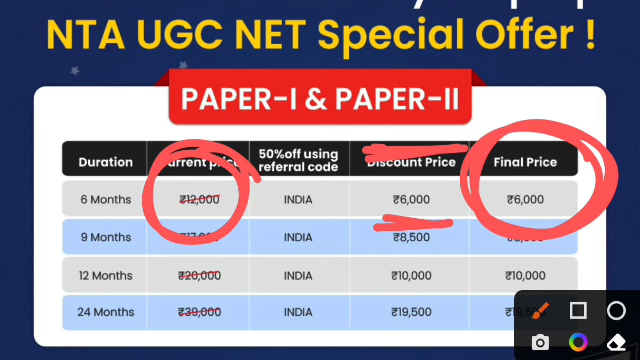 NTA UGC NET Special Offer !
PAPER-I & PAPER-II
Duration Current price 50%off using referral code Discount Price Final Price
6 Months ₹12,000 INDIA ₹6,000 ₹6,000
9 Months INDIA ₹8,500
12 Months ₹20,000 INDIA ₹10,000 ₹10,000
24 Months ₹39,000 INDIA ₹19,500